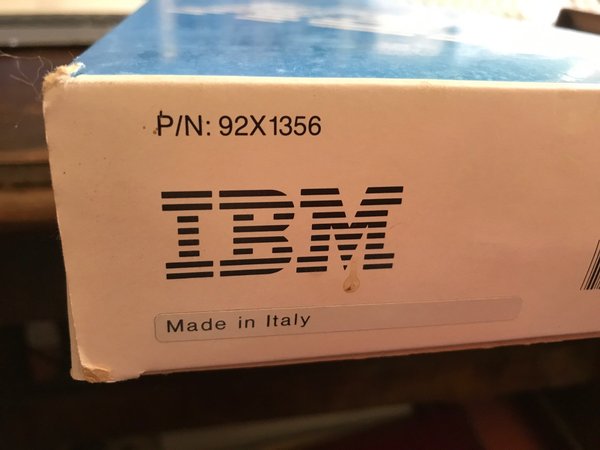 P/N: 92X1356
IBM
Made in Italy